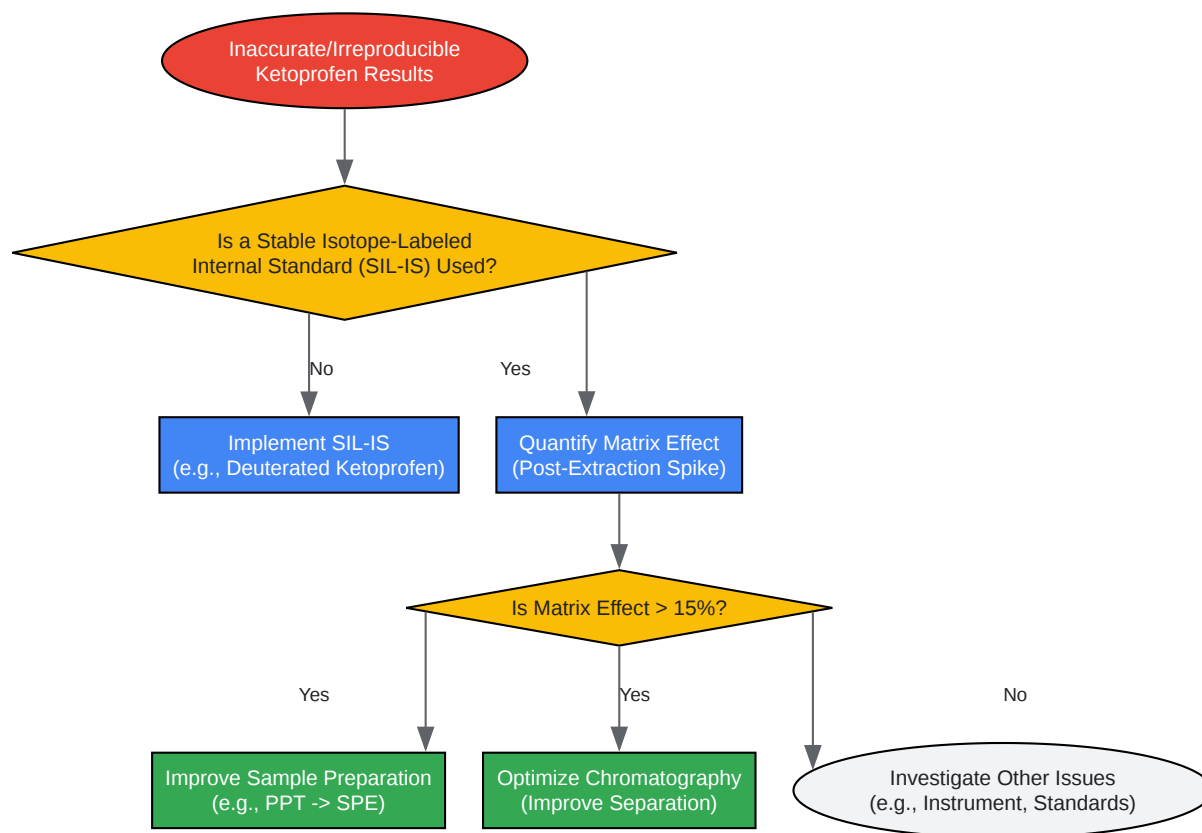 Inaccurate/Irreproducible
Ketoprofen Results
Is a Stable Isotope-Labeled
Internal Standard (SIL-IS) Used?
No
Yes
Implement SIL-IS
(e.g., Deuterated Ketoprofen)
Quantify Matrix Effect
(Post-Extraction Spike)
Is Matrix Effect > 15%?
Yes
Yes
No
Improve Sample Preparation
(e.g., PPT -> SPE)
Optimize Chromatography
(Improve Separation)
Investigate Other Issues
(e.g., Instrument, Standards)